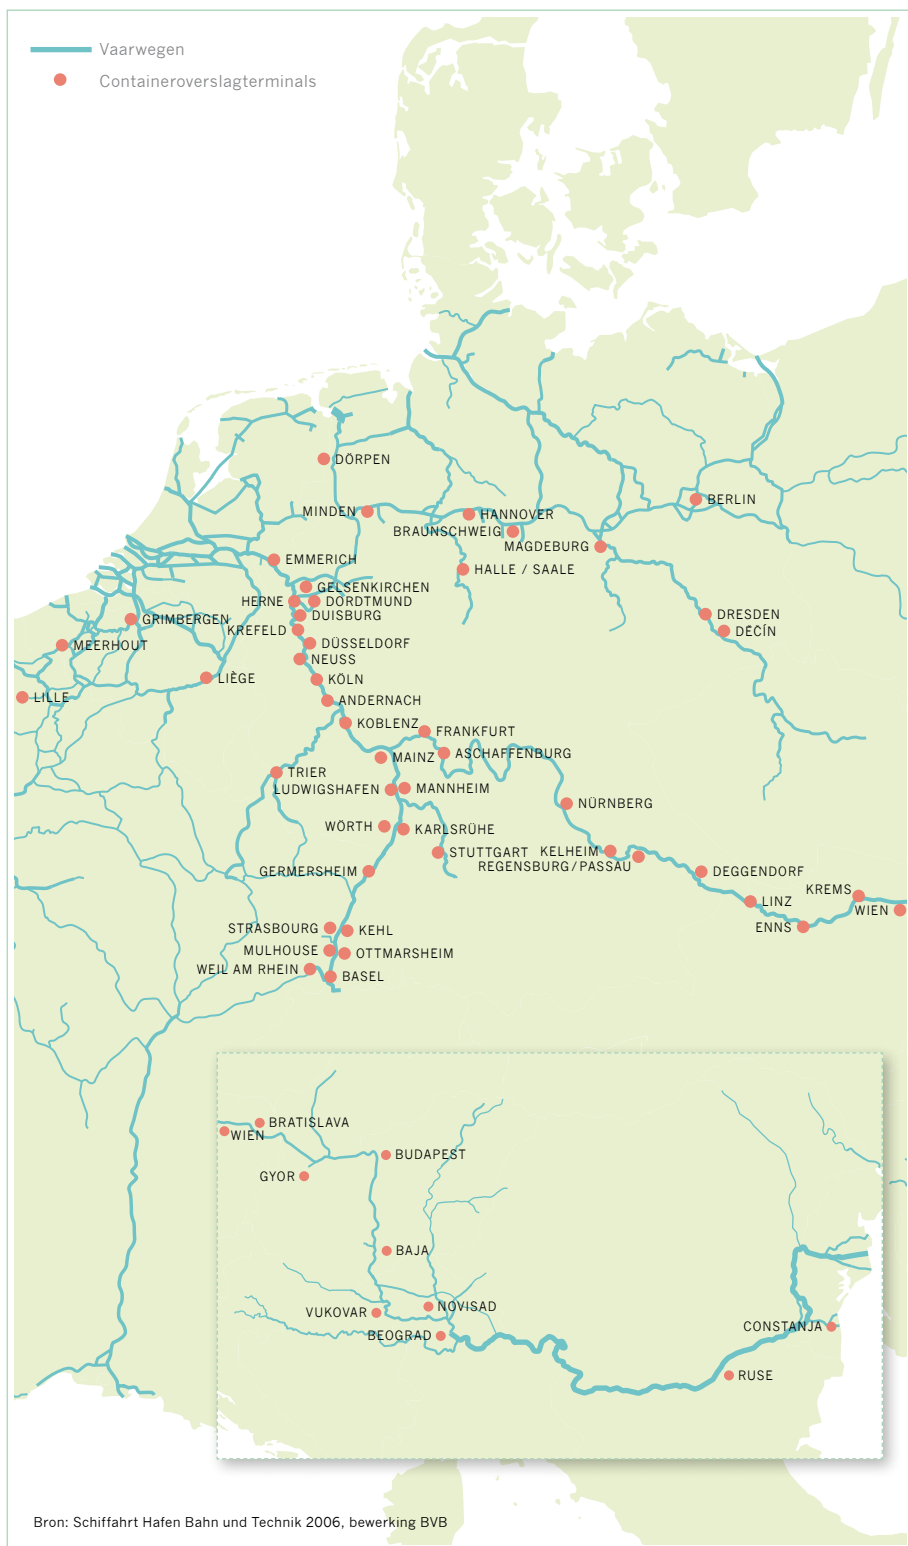 Vaarwegen
Containeroverslagterminals
DÖRPEN
BERLIN
MINDEN
HANNOVER
BRAUNSCHWEIG
MAGDEBURG
EMMERICH
HALLE / SAALE
GELSENKIRCHEN
HERNE
DORDTMUND
DUISBURG
DRESDEN
GRIMBERGEN
KREFELD
DĔCÍN
MEERHOUT
DÜSSELDORF
NEUSS
LIÈGE
KÖLN
LILLE
ANDERNACH
KOBLENZ
FRANKFURT
MAINZ
ASCHAFFENBURG
TRIER
LUDWIGSHAFEN
MANNHEIM
NÜRNBERG
WÖRTH
KARLSRÜHE
STUTTGART
KELHEIM
REGENSBURG/PASSAU
GERMERSHEIM
DEGGENDORF
KREMS
LINZ
WIEN
STRASBOURG
KEHL
ENNS
MULHOUSE
OTTMARSHEIM
WEIL AM RHEIN
BASEL
BRATISLAVA
WIEN
BUDAPEST
GYOR
BAJA
VUKOVAR
NOVISAD
BEOGRAD
CONSTANJA
RUSE
Bron: Schiffahrt Hafen Bahn und Technik 2006, bewerking BVB